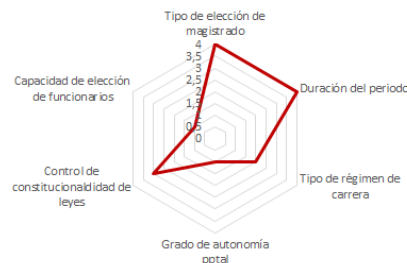 Tipo de elección de
magistrado
4
3,5
3
2,5
2
1,5
1
0,5
0
Duración del periodo
Tipo de régimen de
carrera
Grado de autonomía
pptal
Control de
constitucionaldidad de
leyes
Capacidad de elección
de funcionarios